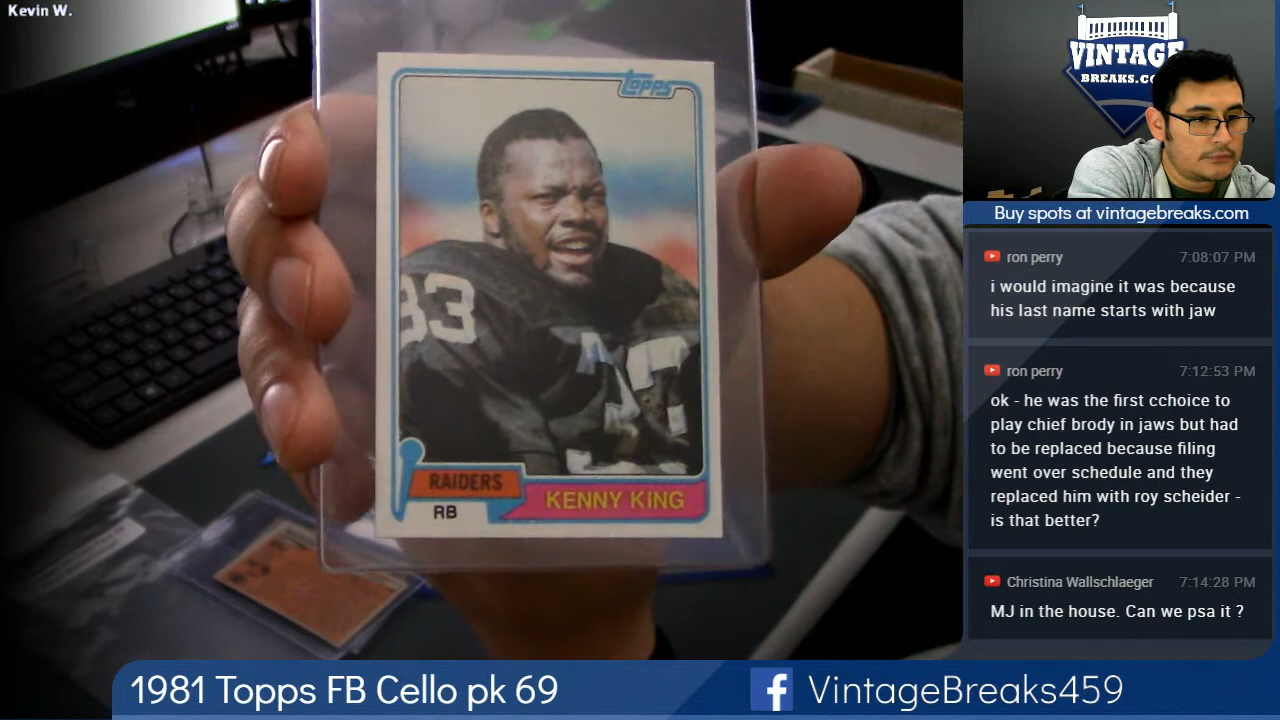 Kevin W.
topps
33
RAIDERS
RB
KENNY KING
VINTAGE
Buy spots at vintagebreaks.com
ron perry 7:08:07 PM
i would imagine it was because
his last name starts with jaw
ron perry 7:12:53 PM
ok - he was the first cchoice to
play chief brody in jaws but had
to be replaced because filing
went over schedule and they
replaced him with roy scheider -
is that better?
Christina Wallschlaeger 7:14:28 PM
MJ in the house. Can we psa it ?
1981 Topps FB Cello pk 69
VintageBreaks459